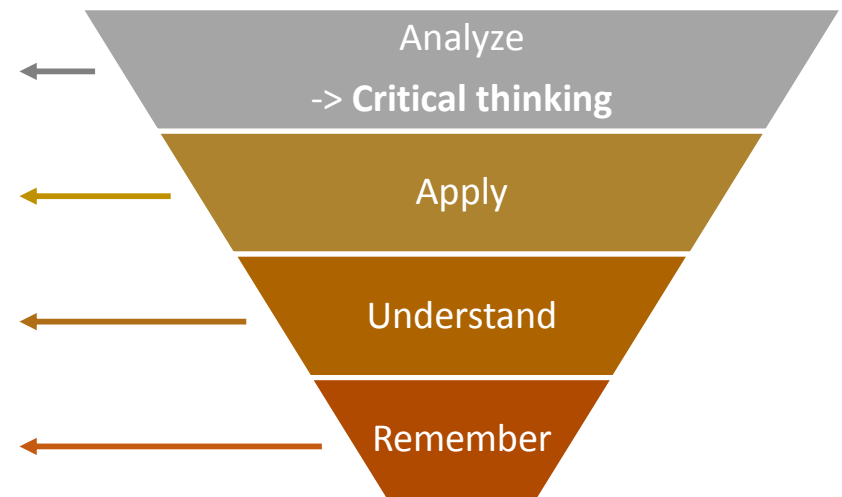 Analyze
-> Critical thinking
Apply
Understand
Remember